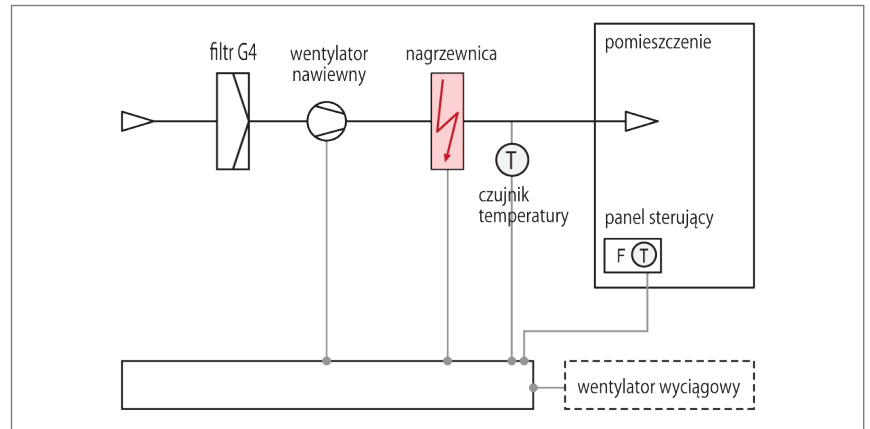 filtr G4
wentylator
nawiewny
nagrzewnica
pomieszczenie
T
czujnik
temperatury
panel sterujący
F T
wentylator wyciągowy